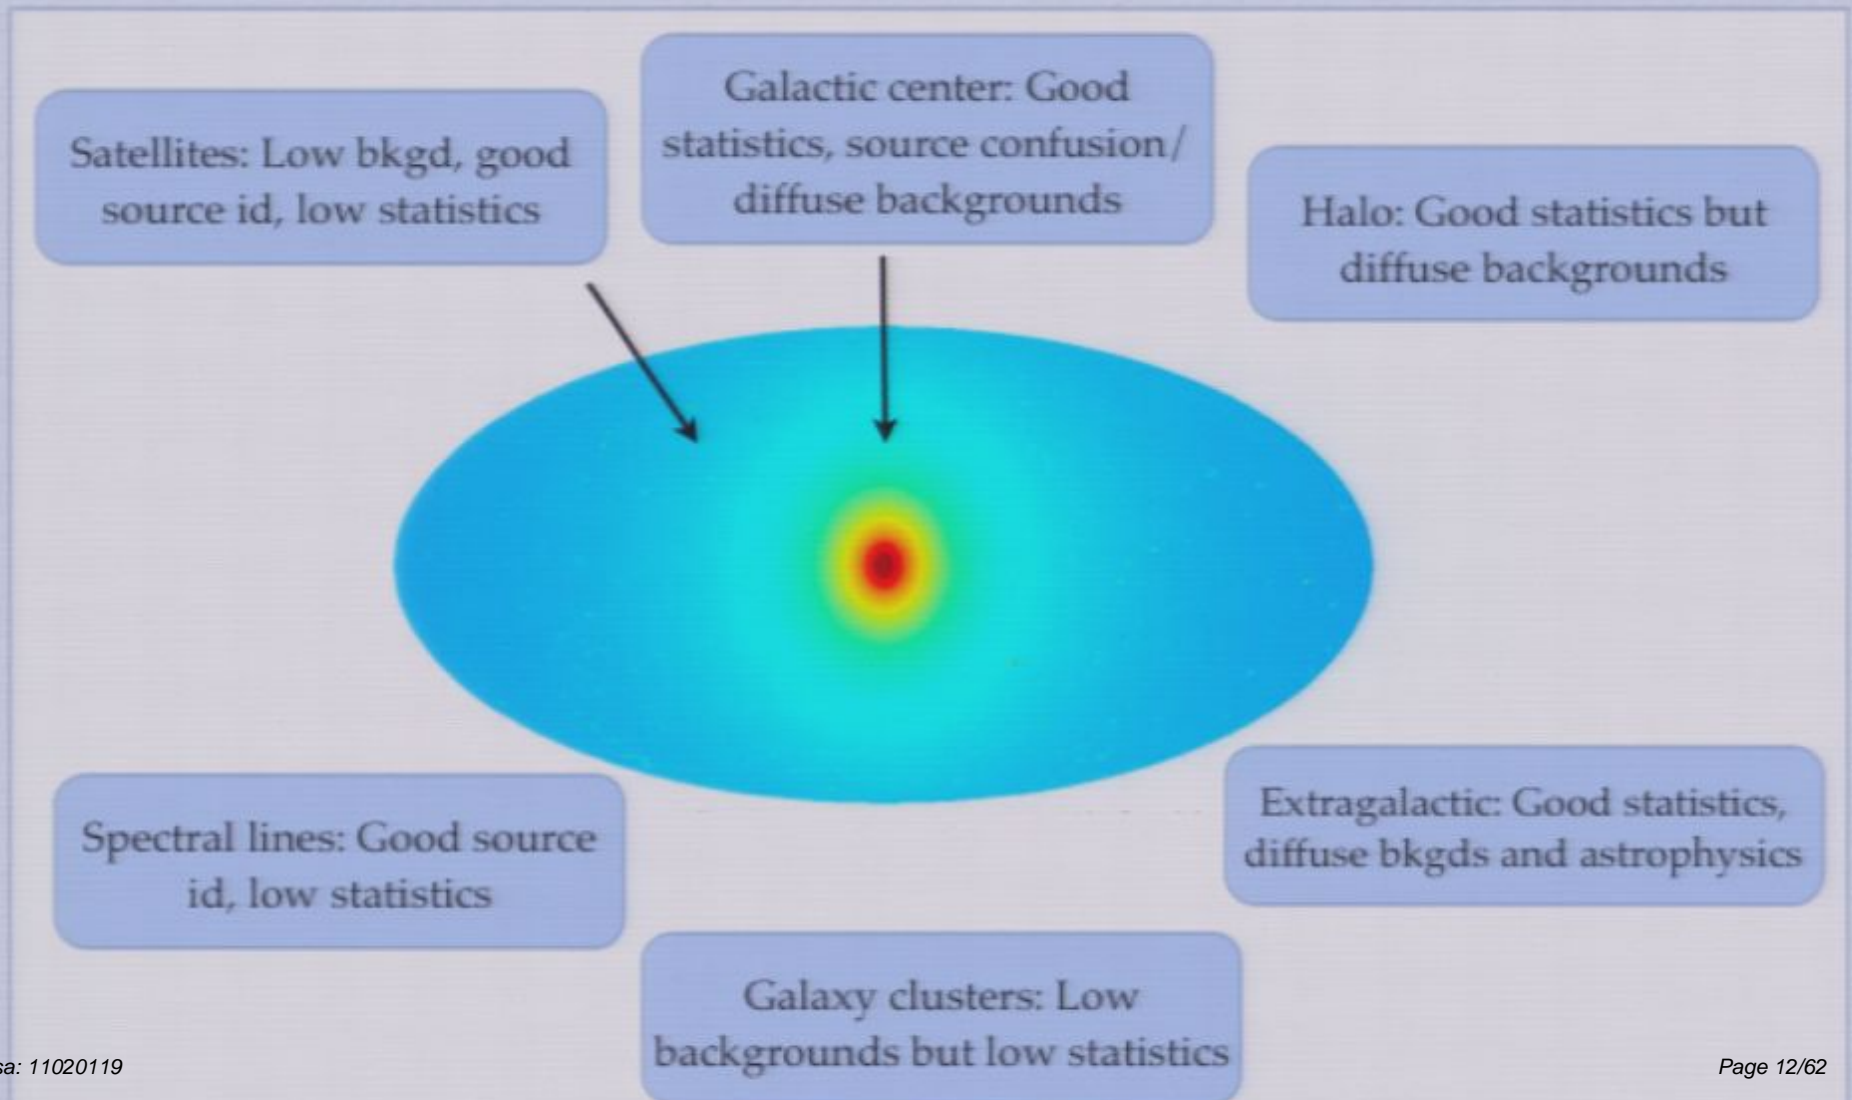 Satellites: Low bkgd, good
source id, low statistics
Galactic center: Good
statistics, source confusion/
diffuse backgrounds
Halo: Good statistics but
diffuse backgrounds
Spectral lines: Good source
id, low statistics
Extragalactic: Good statistics,
diffuse bkgds and astrophysics
Galaxy clusters: Low
backgrounds but low statistics
sa: 11020119
Page 12/62